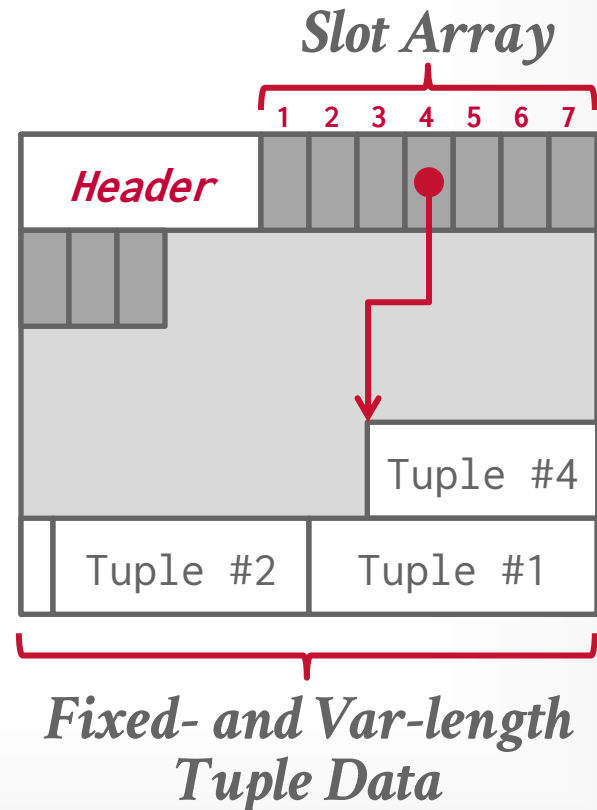 Slot Array
1 2 3 4 5 6 7
Header
Tuple #4
Tuple #2 Tuple #1
Fixed- and Var-length
Tuple Data